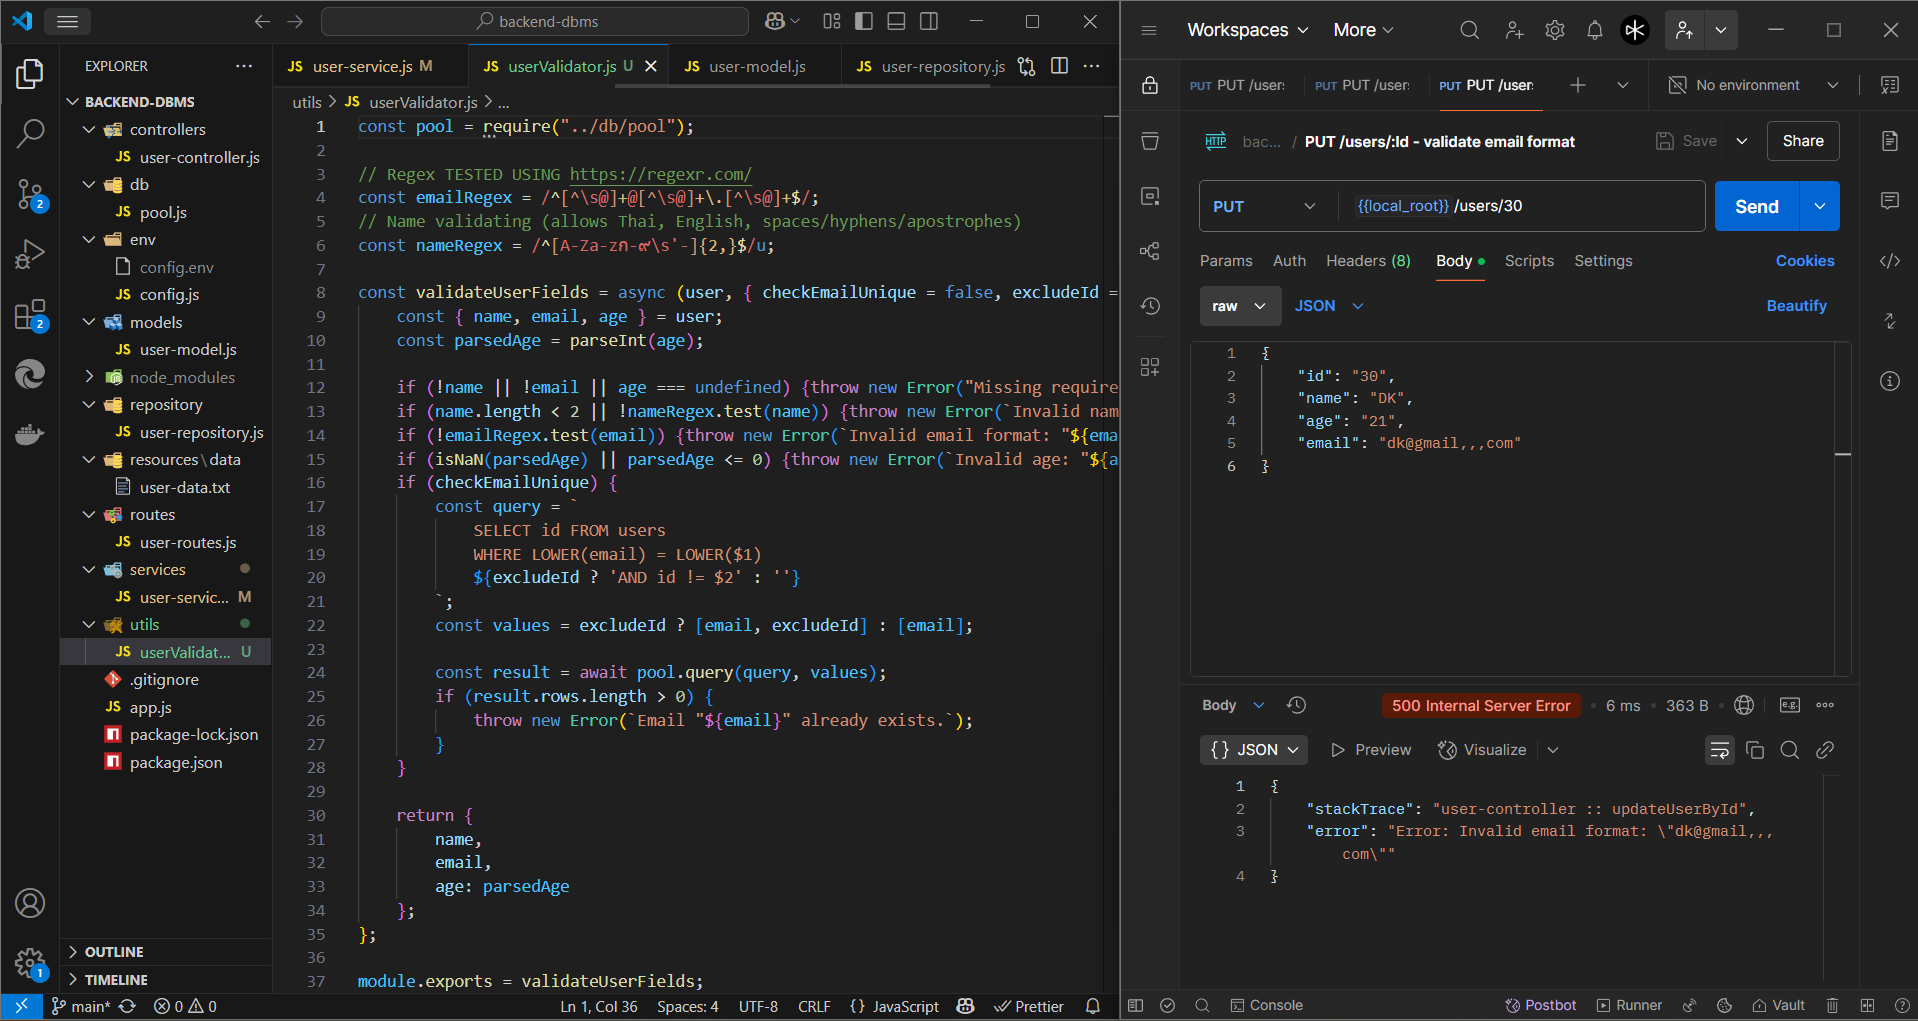 backend-dbms
EXPLORER
BACKEND-DBMS
controllers
JS user-controller.js
db
JS pool.js
env
config.env
JS config.js
models
JS user-model.js
node_modules
repository
JS user-repository.js
resources\data
user-data.txt
routes
JS user-routes.js
services
JS user-servic... M
utils
JS userValidat... U
.gitignore
JS app.js
package-lock.json
package.json
OUTLINE
TIMELINE
2
2
1
JS user-service.js M
JS userValidator.js U
JS user-model.js
JS user-repository.js
utils > JS userValidator.js > ...
1 const pool = require("../db/pool");
2
3 // Regex TESTED USING https://regexr.com/
4 const emailRegex = /^[^\s@]+@[^\s@]+\.[^\s@]+$/;
5 // Name validating (allows Thai, English, spaces/hyphens/apostrophes)
6 const nameRegex = /^[A-Za-zก-๙\s'-]{2,}$/u;
7
8 const validateUserFields = async (user, { checkEmailUnique = false, excludeId =
9 const { name, email, age } = user;
10 const parsedAge = parseInt(age);
11
12 if (!name || !email || age === undefined) {throw new Error("Missing require
13 if (name.length < 2 || !nameRegex.test(name)) {throw new Error(`Invalid nam
14 if (!emailRegex.test(email)) {throw new Error(`Invalid email format: "${ema
15 if (isNaN(parsedAge) || parsedAge <= 0) {throw new Error(`Invalid age: "${a
16 if (checkEmailUnique) {
17 const query = `
18 SELECT id FROM users
19 WHERE LOWER(email) = LOWER($1)
20 ${excludeId ? 'AND id != $2' : ''}
21 `;
22 const values = excludeId ? [email, excludeId] : [email];
23
24 const result = await pool.query(query, values);
25 if (result.rows.length > 0) {
26 throw new Error(`Email "${email}" already exists.`);
27 }
28 }
29
30 return {
31 name,
32 email,
33 age: parsedAge
34 };
35 };
36
37 module.exports = validateUserFields;
main* 0 0
Ln 1, Col 36 Spaces: 4 UTF-8 CRLF {} JavaScript Prettier
Workspaces More
PUT PUT /user:
PUT PUT /user:
PUT PUT /user:
No environment
HTTP bac... / PUT /users/:Id - validate email format
Save
Share
PUT
{{local_root}} /users/30
Send
Params Auth Headers (8) Body Scripts Settings
Cookies
raw JSON
Beautify
1 {
2 "id": "30",
3 "name": "DK",
4 "age": "21",
5 "email": "dk@gmail,,,com"
6 }
Body
500 Internal Server Error • 6 ms • 363 B
e.g.
{} JSON Preview Visualize
1 {
2 "stackTrace": "user-controller :: updateUserById",
3 "error": "Error: Invalid email format: \"dk@gmail,,,
com\""
4 }
Console
Postbot Runner Vault